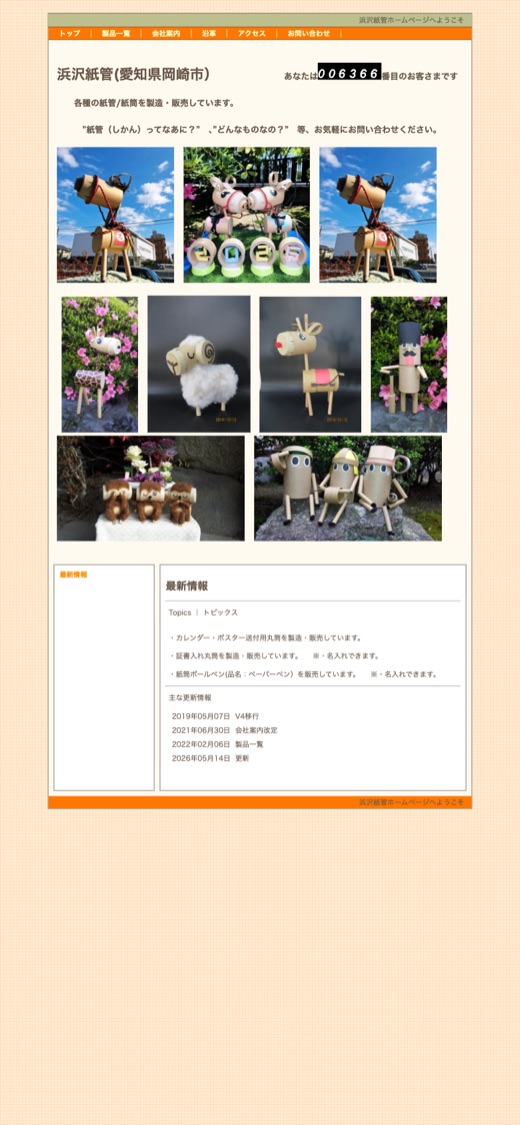 浜沢紙管ホームページへようこそ
トップ ｜ 製品一覧 ｜ 会社案内 ｜ 沿革 ｜ アクセス ｜ お問い合わせ ｜
浜沢紙管(愛知県岡崎市） あなたは006366番目のお客さまです
各種の紙管/紙筒を製造・販売しています。
"紙管（しかん）ってなあに？" 、"どんなものなの？" 等、お気軽にお問い合わせください。
2025
最新情報
最新情報
Topics ｜ トピックス
・カレンダー・ポスター送付用丸筒を製造・販売しています。
・証書入れ丸筒を製造・販売しています。 ※・名入れできます。
・紙筒ボールペン(品名：ペーパーペン）を販売しています。 ※・名入れできます。
主な更新情報
2019年05月07日 V4移行
2021年06月30日 会社案内改定
2022年02月06日 製品一覧
2026年05月14日 更新
浜沢紙管ホームページへようこそ